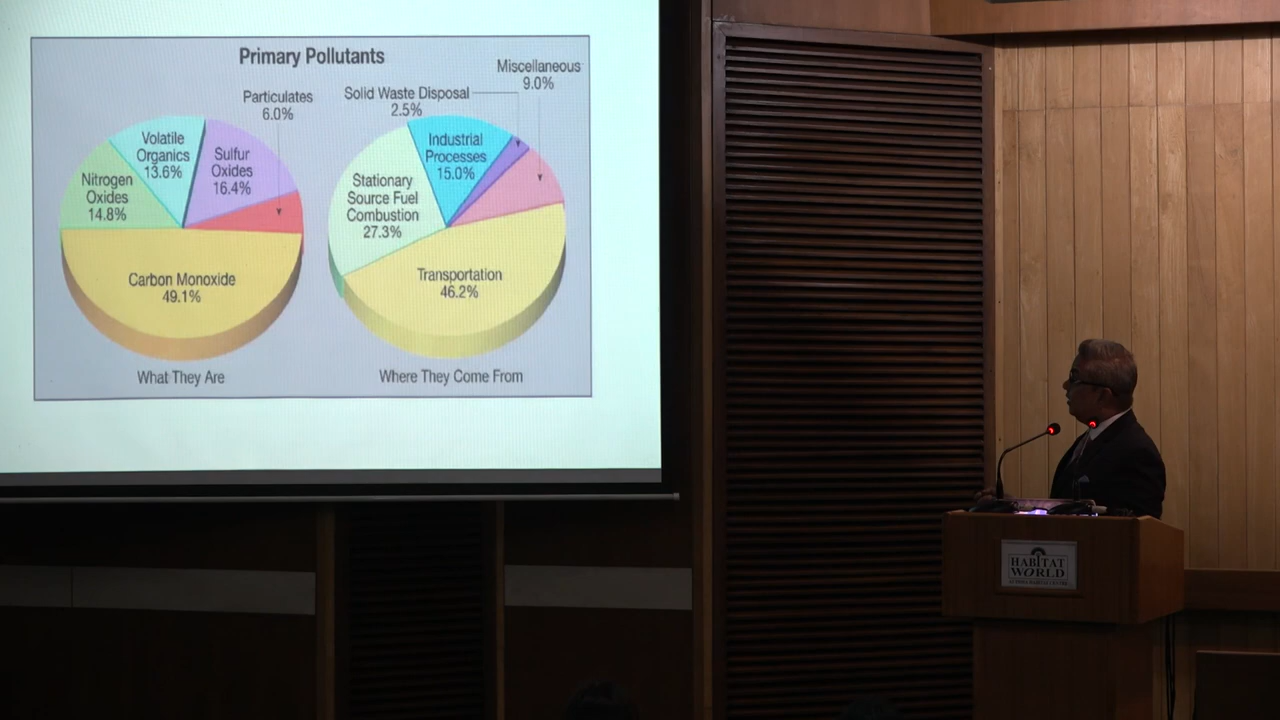 Primary Pollutants
Particulates
6.0%
Volatile
Organics
13.6%
Sulfur
Oxides
16.4%
Nitrogen
Oxides
14.8%
Carbon Monoxide
49.1%
What They Are
Miscellaneous
9.0%
Solid Waste Disposal
2.5%
Industrial
Processes
15.0%
Stationary
Source Fuel
Combustion
27.3%
Transportation
46.2%
Where They Come From
HABITAT
WORLD